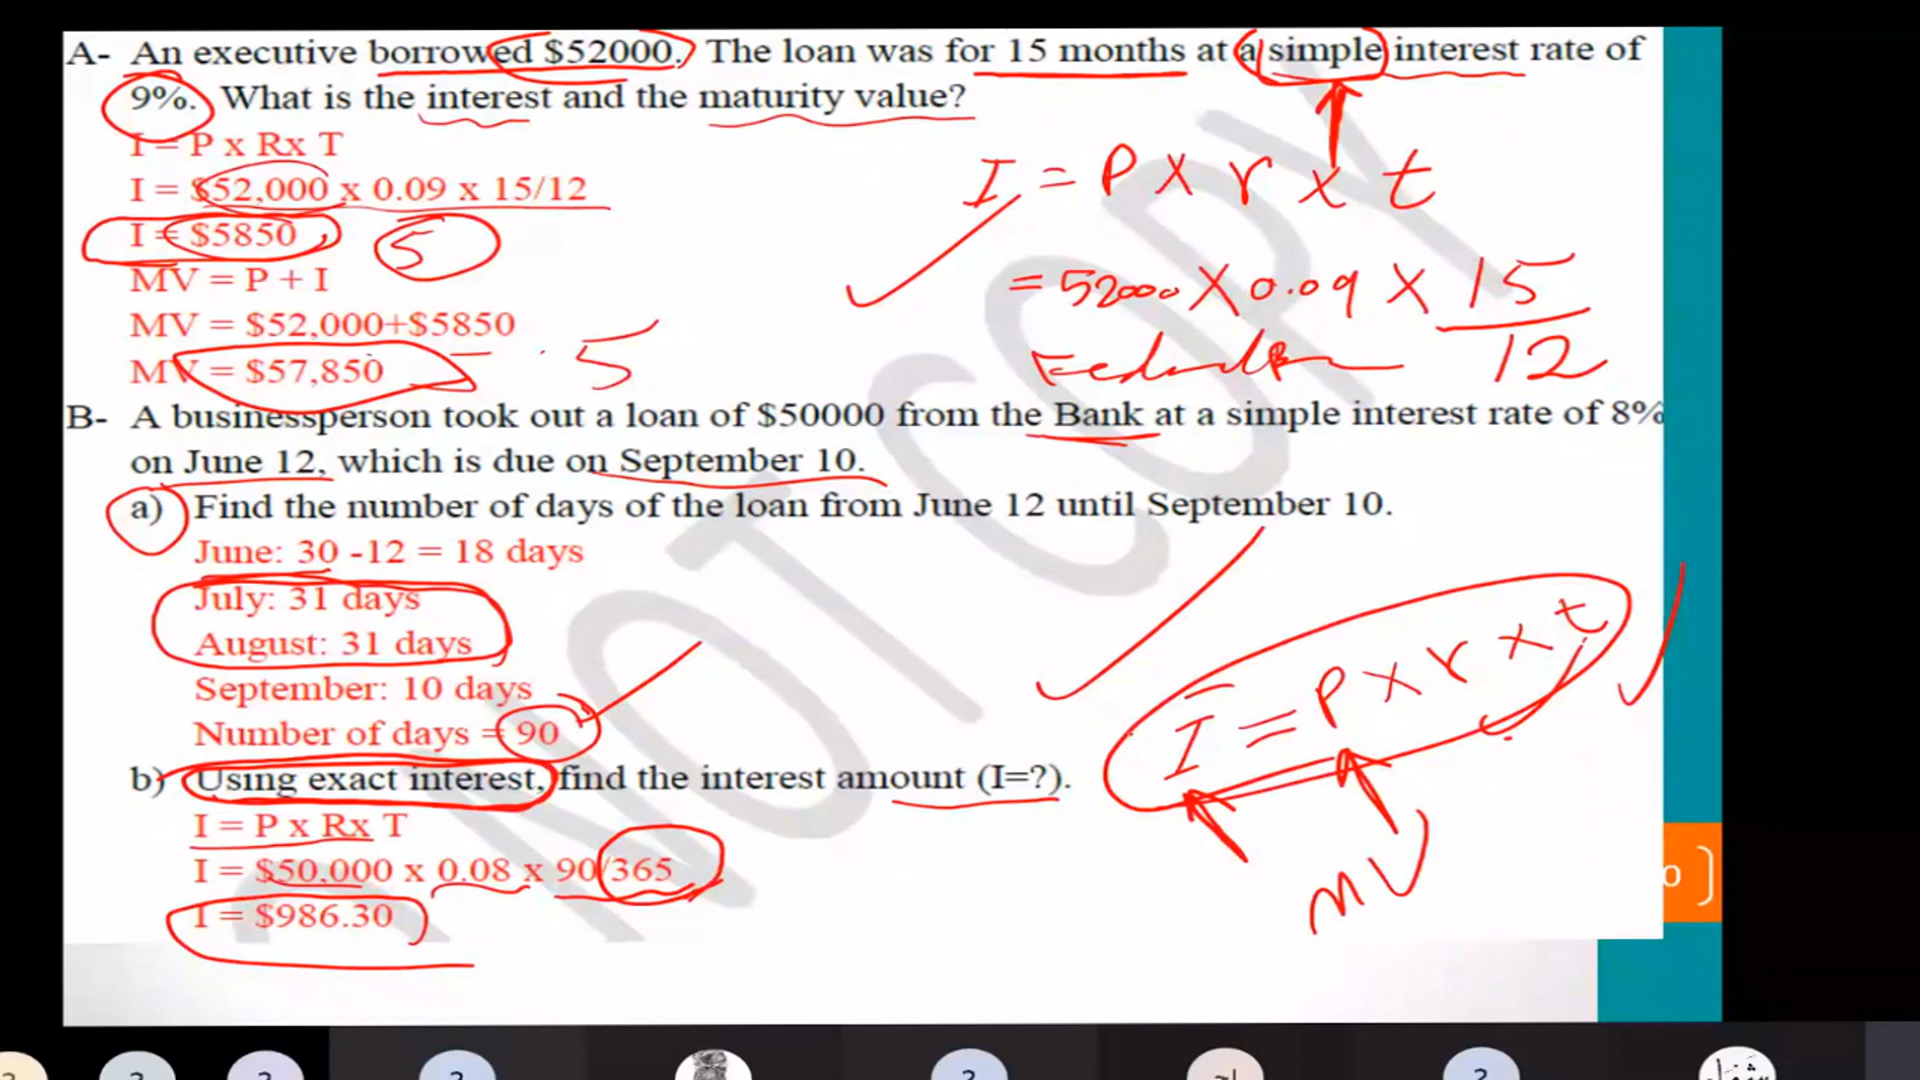 A- An executive borrowed $52000. The loan was for 15 months at a simple interest rate of
9%. What is the interest and the maturity value?
I = P x Rx T
I = $52,000 x 0.09 x 15/12
I = $5850
5
MV = P + I
MV = $52,000+$5850
MV = $57,850
5
I = P x r x t
= 52000 x 0.09 x 15
12
B- A businessperson took out a loan of $50000 from the Bank at a simple interest rate of 8%
on June 12, which is due on September 10.
a) Find the number of days of the loan from June 12 until September 10.
June: 30 -12 = 18 days
July: 31 days
August: 31 days
September: 10 days
Number of days = 90
b) Using exact interest, find the interest amount (I=?).
I = P x Rx T
I = $50,000 x 0.08 x 90/365
I = $986.30
I = P x r x t
MV
NOT COPY